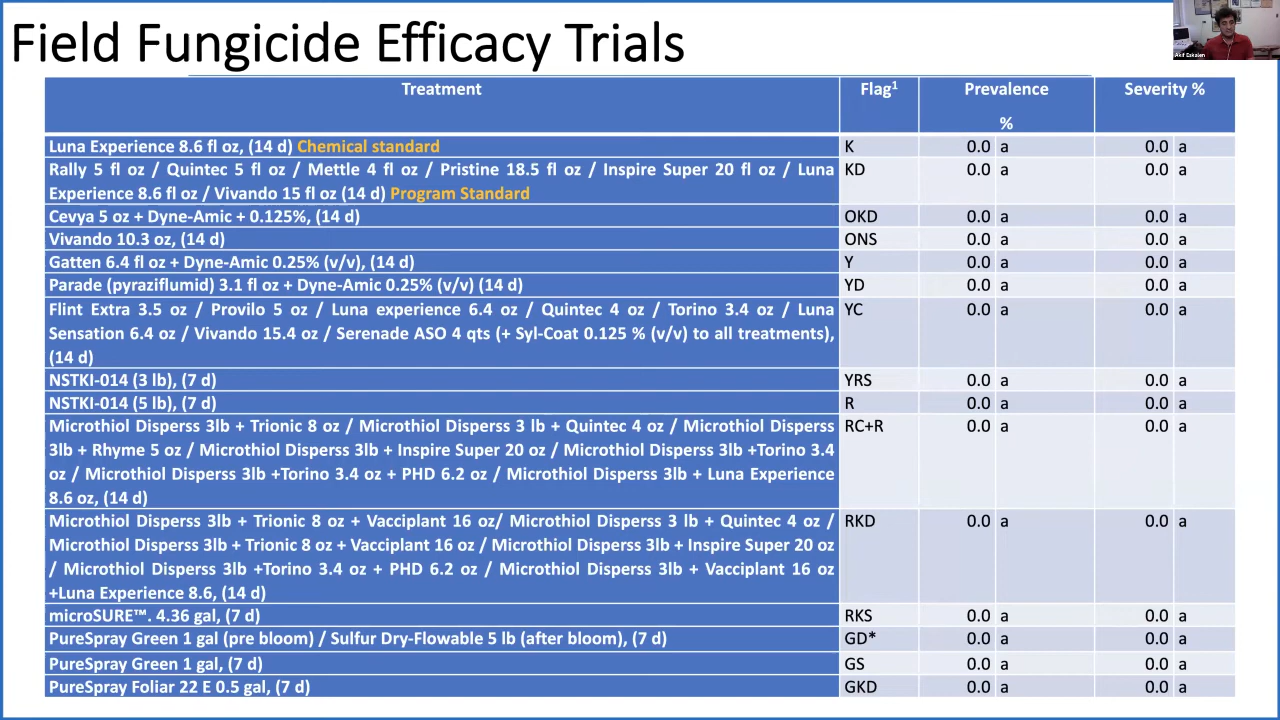 Field Fungicide Efficacy Trials
Akif Eskalen
Treatment Flag1 Prevalence % Severity %
Luna Experience 8.6 fl oz, (14 d) Chemical standard K 0.0 a 0.0 a
Rally 5 fl oz / Quintec 5 fl oz / Mettle 4 fl oz / Pristine 18.5 fl oz / Inspire Super 20 fl oz / Luna KD 0.0 a 0.0 a
Experience 8.6 fl oz / Vivando 15 fl oz (14 d) Program Standard
Cevya 5 oz + Dyne-Amic + 0.125%, (14 d) OKD 0.0 a 0.0 a
Vivando 10.3 oz, (14 d) ONS 0.0 a 0.0 a
Gatten 6.4 fl oz + Dyne-Amic 0.25% (v/v), (14 d) Y 0.0 a 0.0 a
Parade (pyraziflumid) 3.1 fl oz + Dyne-Amic 0.25% (v/v) (14 d) YD 0.0 a 0.0 a
Flint Extra 3.5 oz / Provilo 5 oz / Luna experience 6.4 oz / Quintec 4 oz / Torino 3.4 oz / Luna YC 0.0 a 0.0 a
Sensation 6.4 oz / Vivando 15.4 oz / Serenade ASO 4 qts (+ Syl-Coat 0.125 % (v/v) to all treatments),
(14 d)
NSTKI-014 (3 lb), (7 d) YRS 0.0 a 0.0 a
NSTKI-014 (5 lb), (7 d) R 0.0 a 0.0 a
Microthiol Disperss 3lb + Trionic 8 oz / Microthiol Disperss 3 lb + Quintec 4 oz / Microthiol Disperss RC+R 0.0 a 0.0 a
3lb + Rhyme 5 oz / Microthiol Disperss 3lb + Inspire Super 20 oz / Microthiol Disperss 3lb +Torino 3.4
oz / Microthiol Disperss 3lb +Torino 3.4 oz + PHD 6.2 oz / Microthiol Disperss 3lb + Luna Experience
8.6 oz, (14 d)
Microthiol Disperss 3lb + Trionic 8 oz + Vacciplant 16 oz/ Microthiol Disperss 3 lb + Quintec 4 oz / RKD 0.0 a 0.0 a
Microthiol Disperss 3lb + Trionic 8 oz + Vacciplant 16 oz / Microthiol Disperss 3lb + Inspire Super 20 oz
/ Microthiol Disperss 3lb +Torino 3.4 oz + PHD 6.2 oz / Microthiol Disperss 3lb + Vacciplant 16 oz
+Luna Experience 8.6, (14 d)
microSURE™. 4.36 gal, (7 d) RKS 0.0 a 0.0 a
PureSpray Green 1 gal (pre bloom) / Sulfur Dry-Flowable 5 lb (after bloom), (7 d) GD* 0.0 a 0.0 a
PureSpray Green 1 gal, (7 d) GS 0.0 a 0.0 a
PureSpray Foliar 22 E 0.5 gal, (7 d) GKD 0.0 a 0.0 a